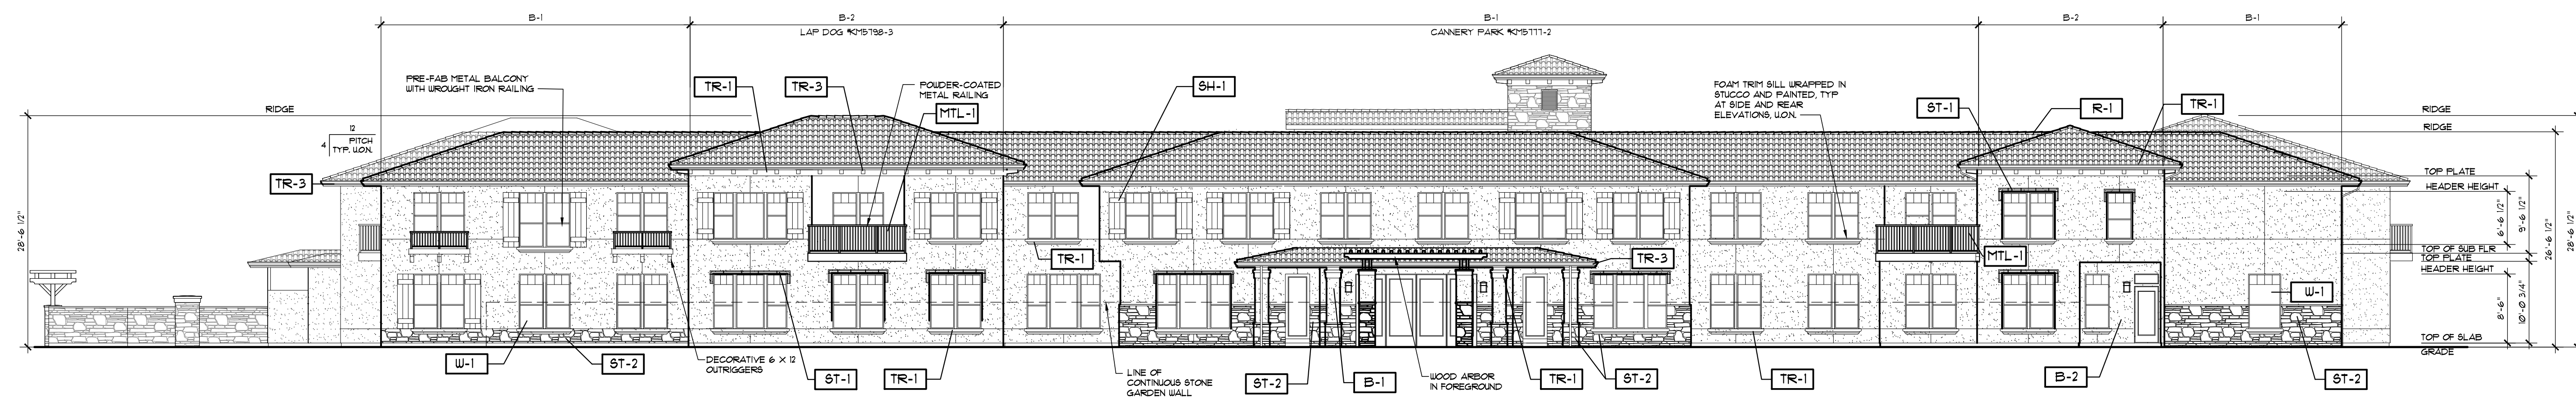 B-1
B-2
B-1
B-2
B-1
LAP DOG #KM5798-3
CANNERY PARK #KM5777-2
PRE-FAB METAL BALCONY
WITH WROUGHT IRON RAILING
TR-1
TR-3
POWDER-COATED
METAL RAILING
MTL-1
SH-1
FOAM TRIM SILL WRAPPED IN
STUCCO AND PAINTED, TYP
AT SIDE AND REAR
ELEVATIONS, U.O.N.
ST-1
R-1
TR-1
RIDGE
RIDGE
RIDGE
12
4
PITCH
TYP. U.O.N.
TR-3
TOP PLATE
HEADER HEIGHT
28'-6 1/2"
6'-6 1/2"
9'-6 1/2"
26'-6 1/2"
28'-6 1/2"
TR-1
TR-3
MTL-1
TOP OF SUB FLR
TOP PLATE
HEADER HEIGHT
W-1
8'-6"
10'-0 3/4"
TOP OF SLAB
GRADE
W-1
ST-2
DECORATIVE 6 X 12
OUTRIGGERS
ST-1
TR-1
LINE OF
CONTINUOUS STONE
GARDEN WALL
ST-2
B-1
WOOD ARBOR
IN FOREGROUND
TR-1
ST-2
TR-1
B-2
ST-2